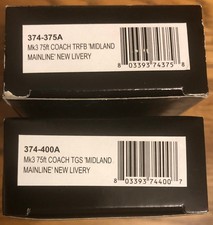 374-375A
Mk3 75ft COACH TRFB 'MIDLAND
MAINLINE' NEW LIVERY
8 03393 74375 8
374-400A
Mk3 75ft COACH TGS 'MIDLAND
MAINLINE' NEW LIVERY
8 03393 74400 7